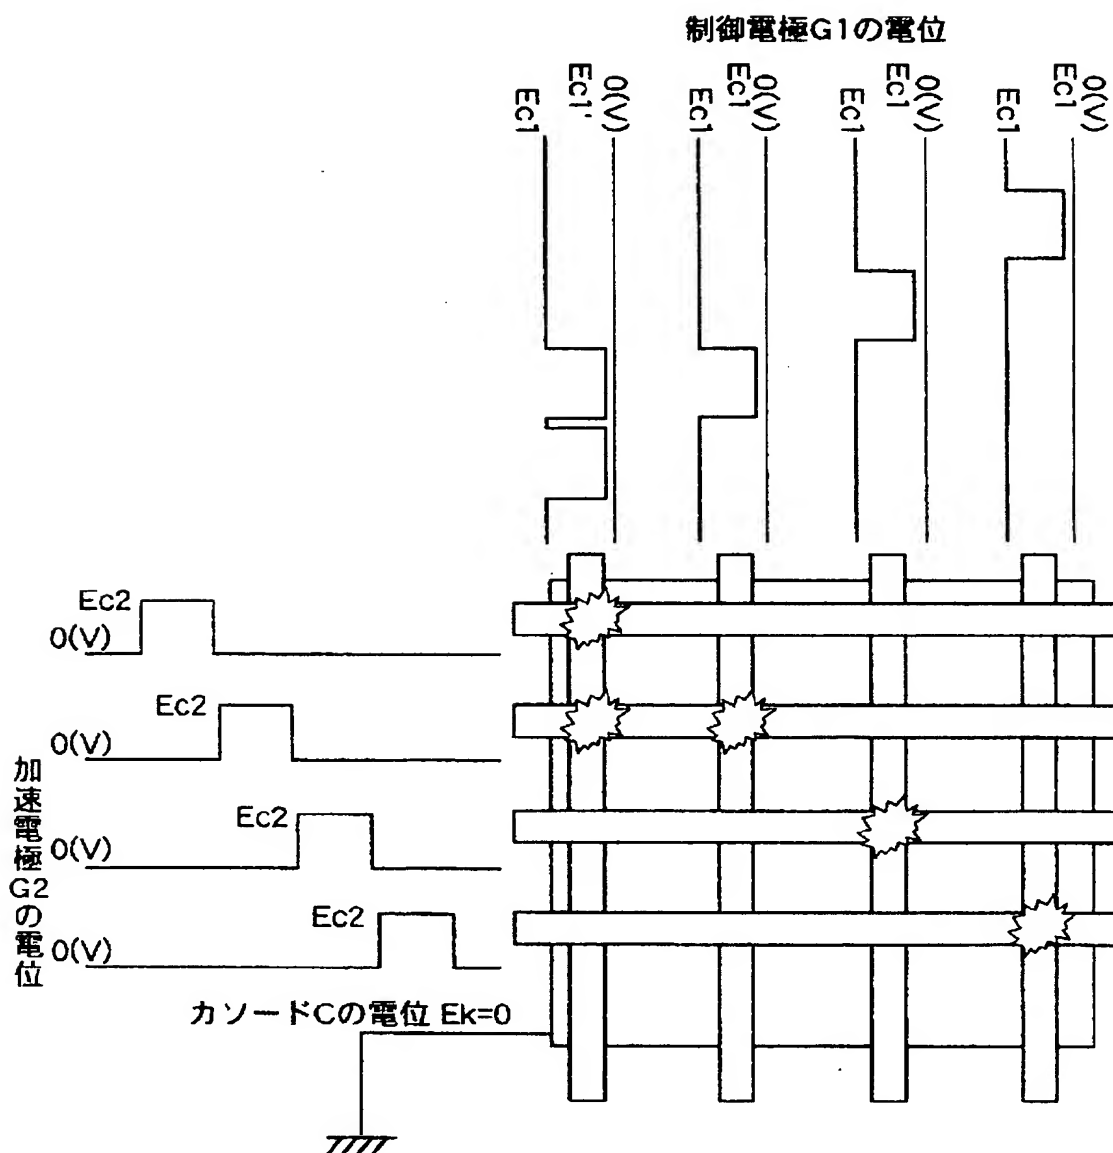 制御電極G1の電位
Ec1
Ec1'
0(V)
Ec1
Ec1'
0(V)
Ec1
Ec1'
0(V)
Ec1
Ec1'
0(V)
Ec2
0(V)
Ec2
0(V)
Ec2
0(V)
Ec2
0(V)
加速電極G2の電位
カソードCの電位 Ek=0